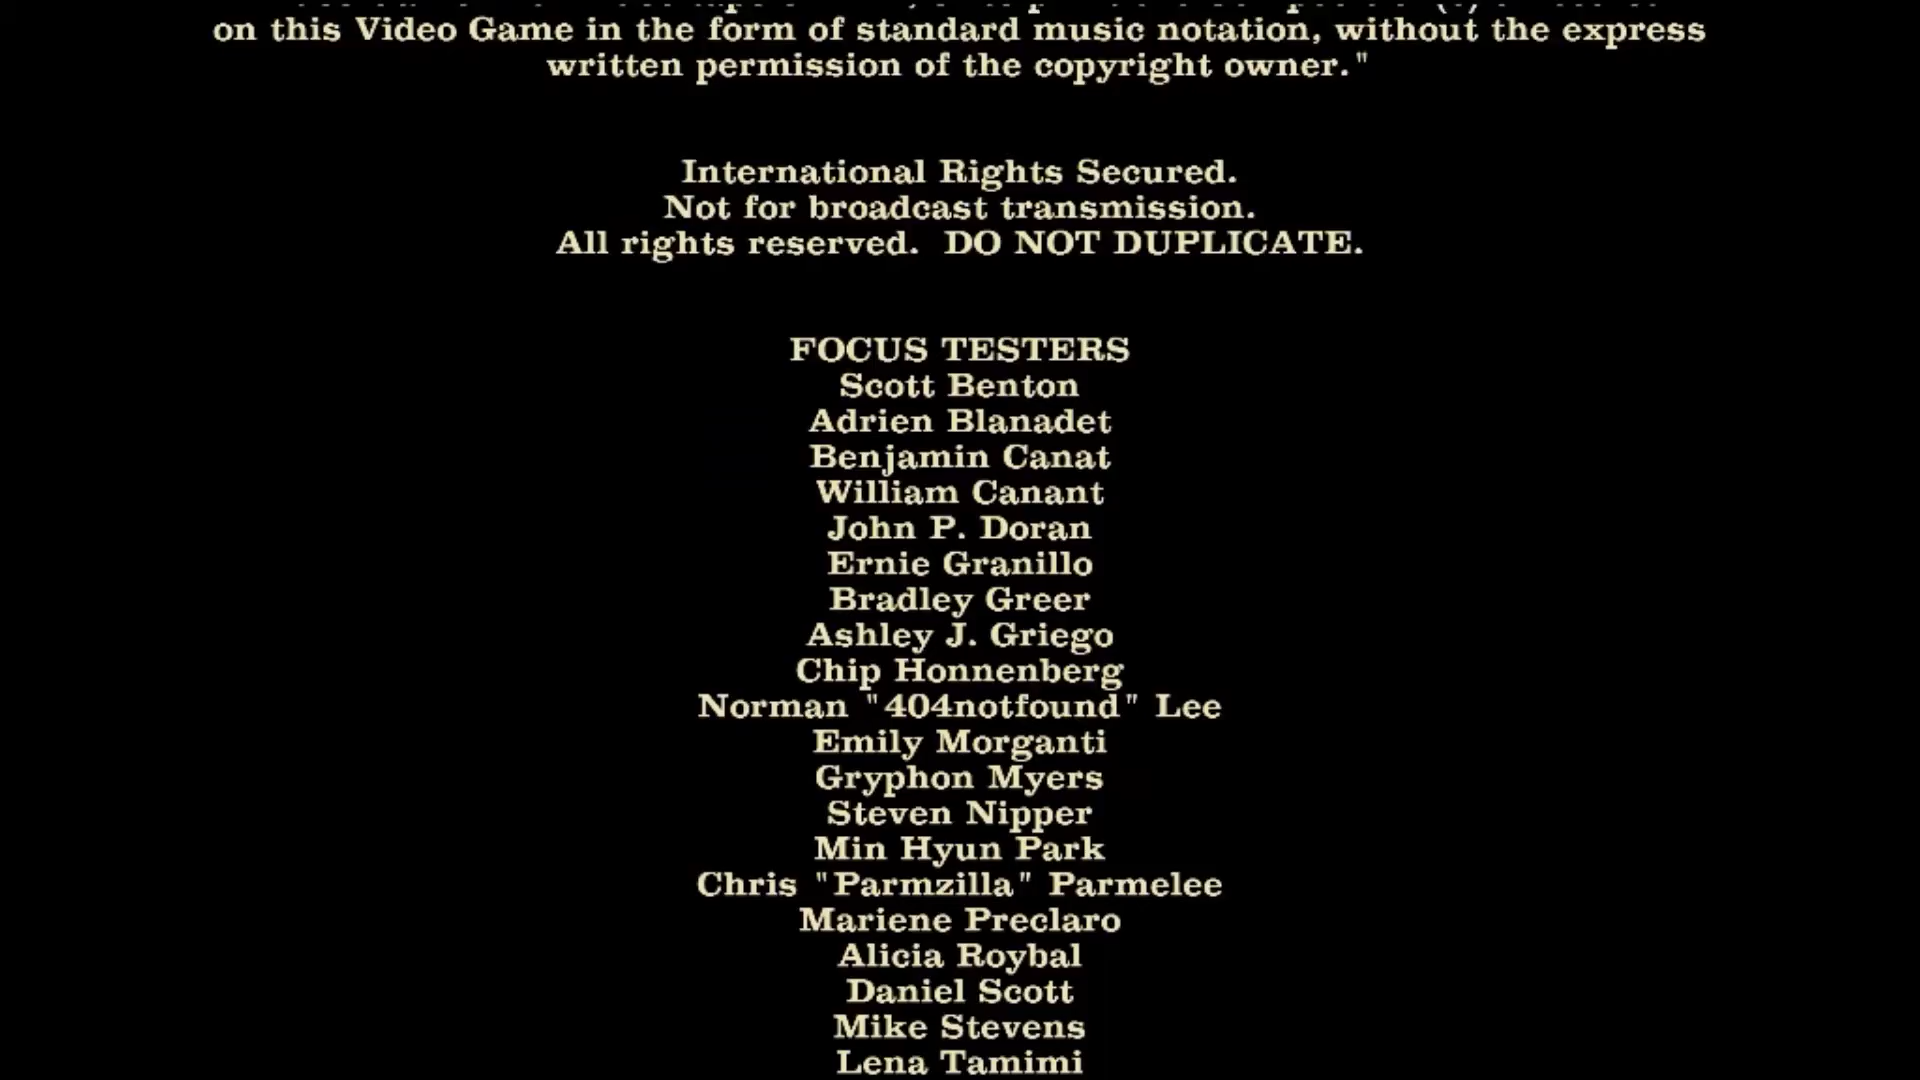 on this Video Game in the form of standard music notation, without the express
written permission of the copyright owner."
International Rights Secured.
Not for broadcast transmission.
All rights reserved.  DO NOT DUPLICATE.
FOCUS TESTERS
Scott Benton
Adrien Blanadet
Benjamin Canat
William Canant
John P. Doran
Ernie Granillo
Bradley Greer
Ashley J. Griego
Chip Honnenberg
Norman "404notfound" Lee
Emily Morganti
Gryphon Myers
Steven Nipper
Min Hyun Park
Chris "Parmzilla" Parmelee
Mariene Preclaro
Alicia Roybal
Daniel Scott
Mike Stevens
Lena Tamimi